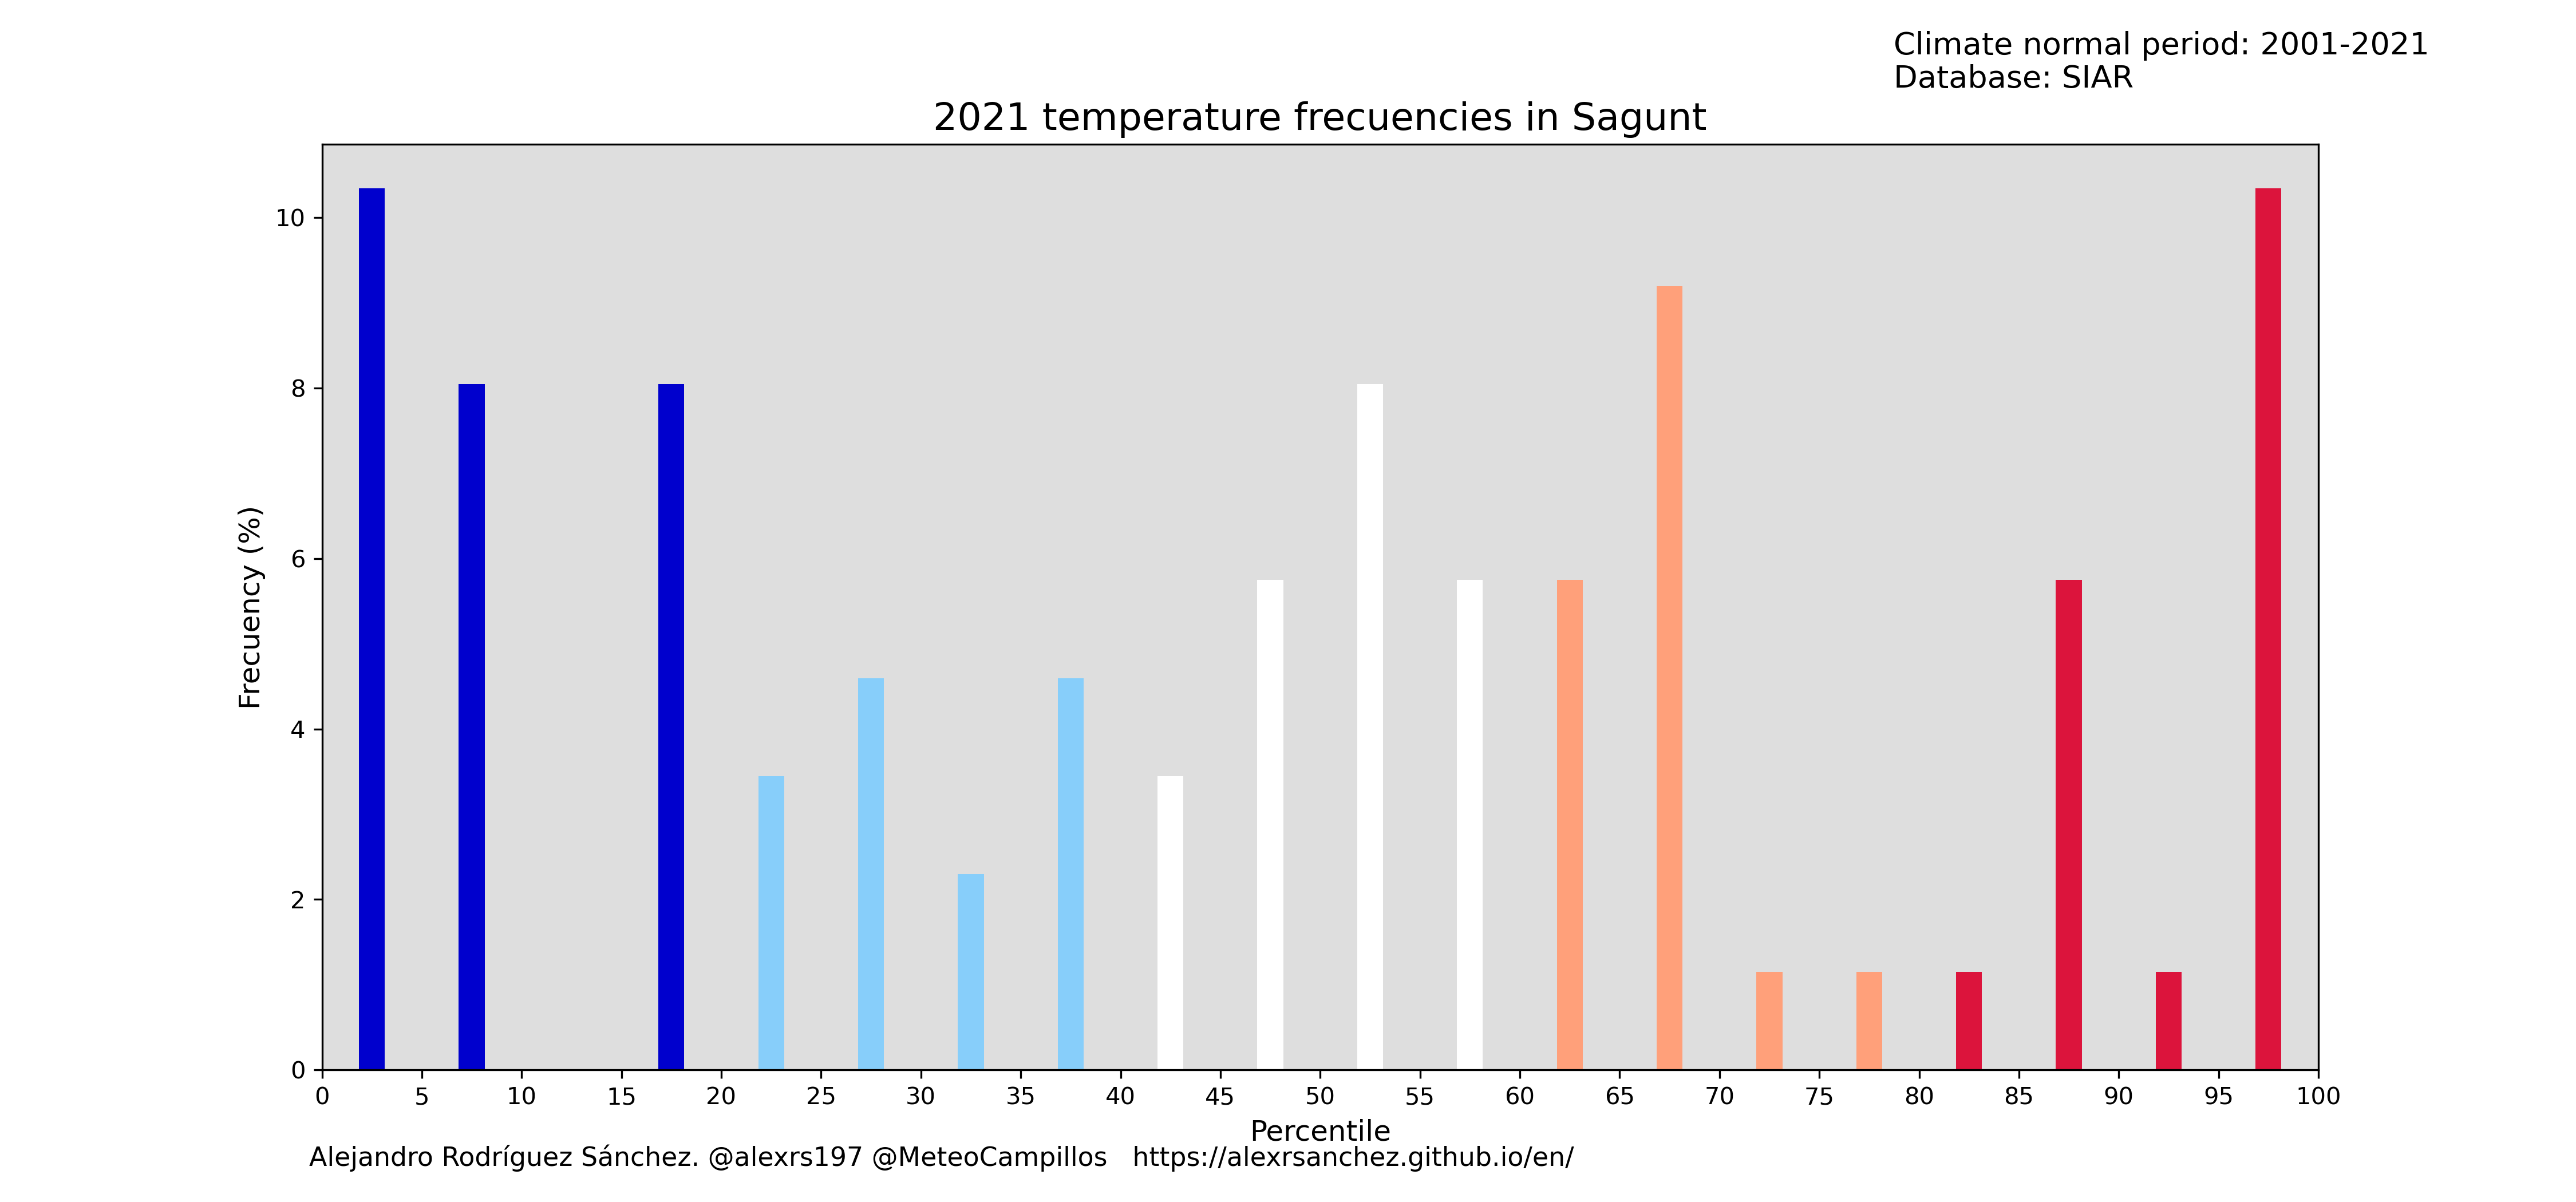 Climate normal period: 2001-2021
Database: SIAR
2021 temperature frecuencies in Sagunt
Frecuency (%)
10
8
6
4
2
0
0 5 10 15 20 25 30 35 40 45 50 55 60 65 70 75 80 85 90 95 100
Percentile
Alejandro Rodríguez Sánchez. @alexrs197 @MeteoCampillos https://alexrsanchez.github.io/en/